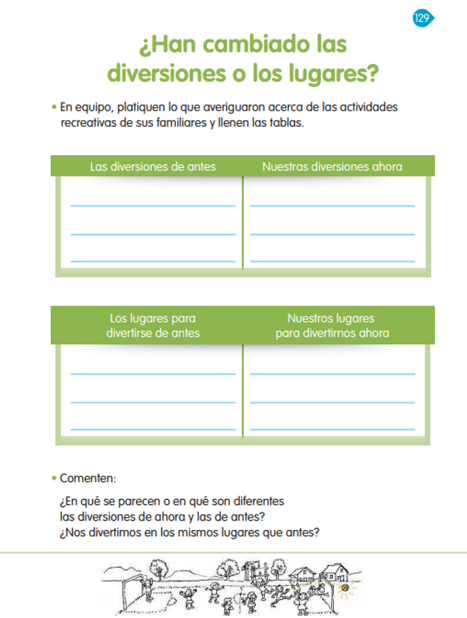 129
¿Han cambiado las
diversiones o los lugares?
• En equipo, platiquen lo que averiguaron acerca de las actividades
recreativas de sus familiares y llenen las tablas.
Las diversiones de antes Nuestras diversiones ahora
Los lugares para Nuestros lugares
divertirse de antes para divertirnos ahora
• Comenten:
¿En qué se parecen o en qué son diferentes
las diversiones de ahora y las de antes?
¿Nos divertimos en los mismos lugares que antes?